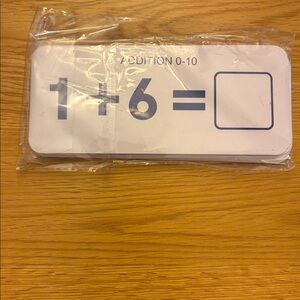 ADDITION 0-10
1 + 6 =